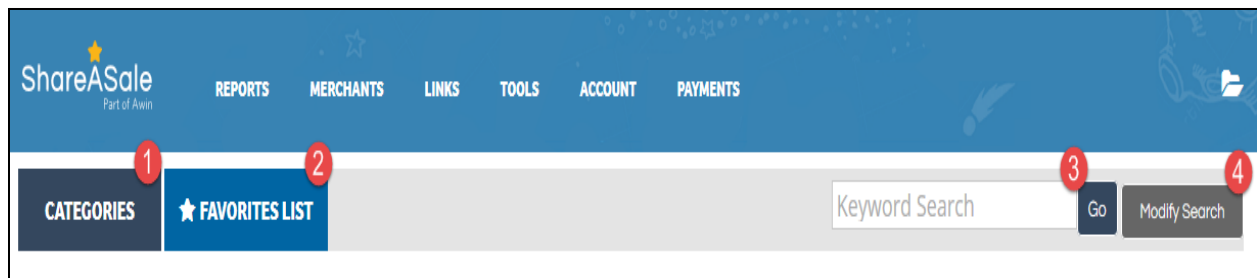 ShareASale
Part of Awin
REPORTS MERCHANTS LINKS TOOLS ACCOUNT PAYMENTS
1 2 3 4
CATEGORIES FAVORITES LIST Keyword Search Go Modify Search